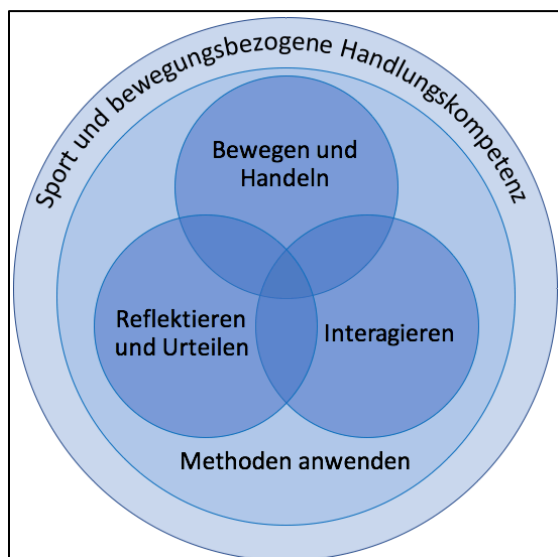 Sport und bewegungsbezogene Handlungskompetenz
Bewegen und
Handeln
Reflektieren
und Urteilen
Interagieren
Methoden anwenden